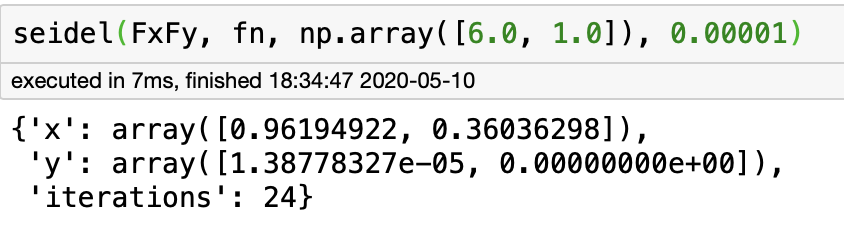 seidel(FxFy, fn, np.array([6.0, 1.0]), 0.00001)
executed in 7ms, finished 18:34:47 2020-05-10
{'x': array([0.96194922, 0.36036298]),
 'y': array([1.38778327e-05, 0.00000000e+00]),
 'iterations': 24}